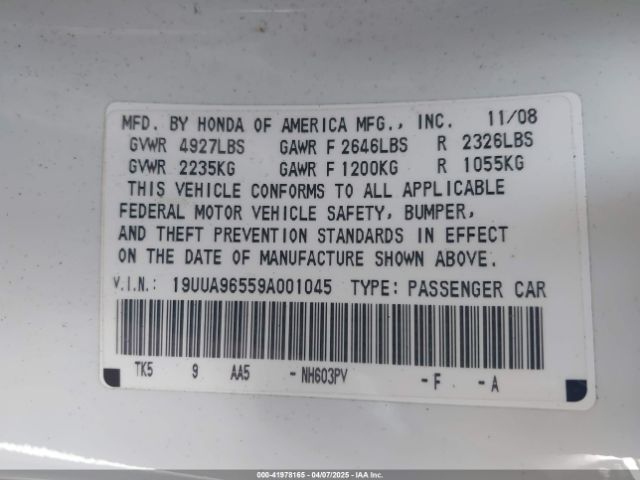 MFD. BY HONDA OF AMERICA MFG., INC. 11/08
GVWR 4927LBS GAWR F 2646LBS R 2326LBS
GVWR 2235KG GAWR F 1200KG R 1055KG
THIS VEHICLE CONFORMS TO ALL APPLICABLE
FEDERAL MOTOR VEHICLE SAFETY, BUMPER,
AND THEFT PREVENTION STANDARDS IN EFFECT
ON THE DATE OF MANUFACTURE SHOWN ABOVE.
V.I.N.: 19UUA96559A001045 TYPE: PASSENGER CAR
TK5 9 AA5 -NH603PV -F -A
000-41978165 - 04/07/2025 - IAA Inc.